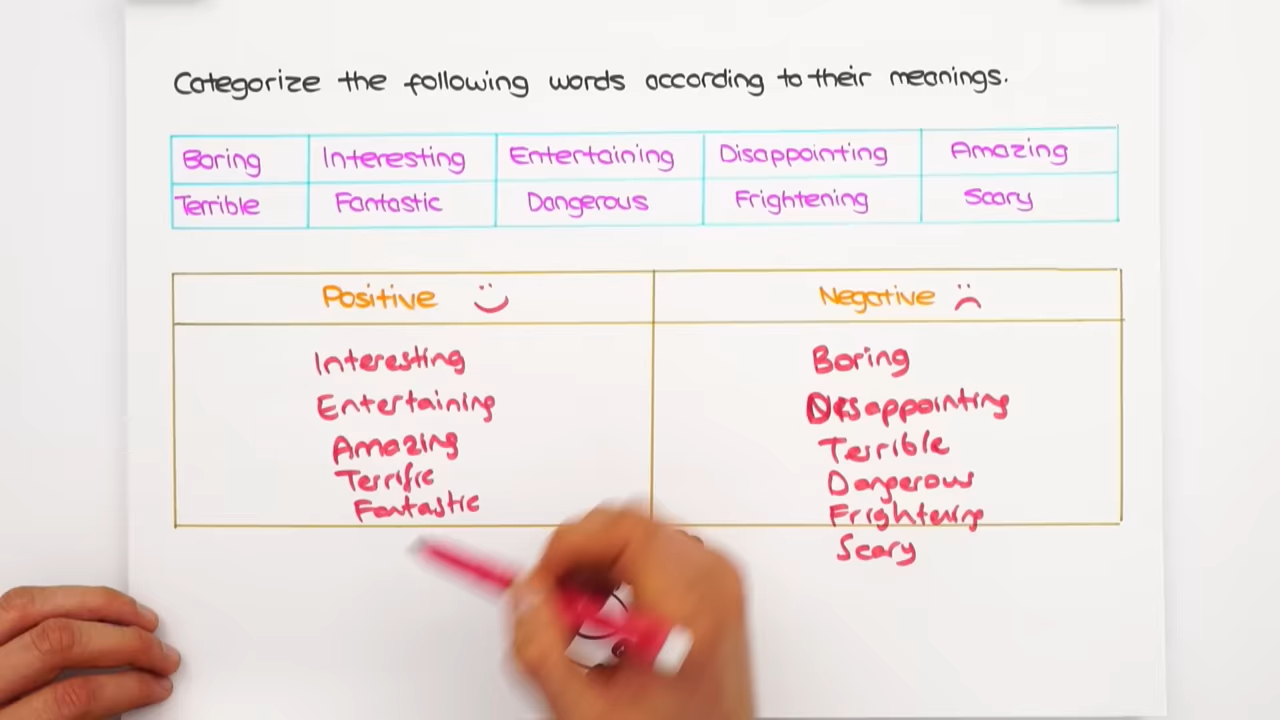 Categorize the following words according to their meanings.
Boring Interesting Entertaining Disappointing Amazing
Terrible Fantastic Dangerous Frightening Scary
Positive Negative
Interesting Boring
Entertaining Disappointing
Amazing Terrible
Terrific Dangerous
Fantastic Frightening
Scary